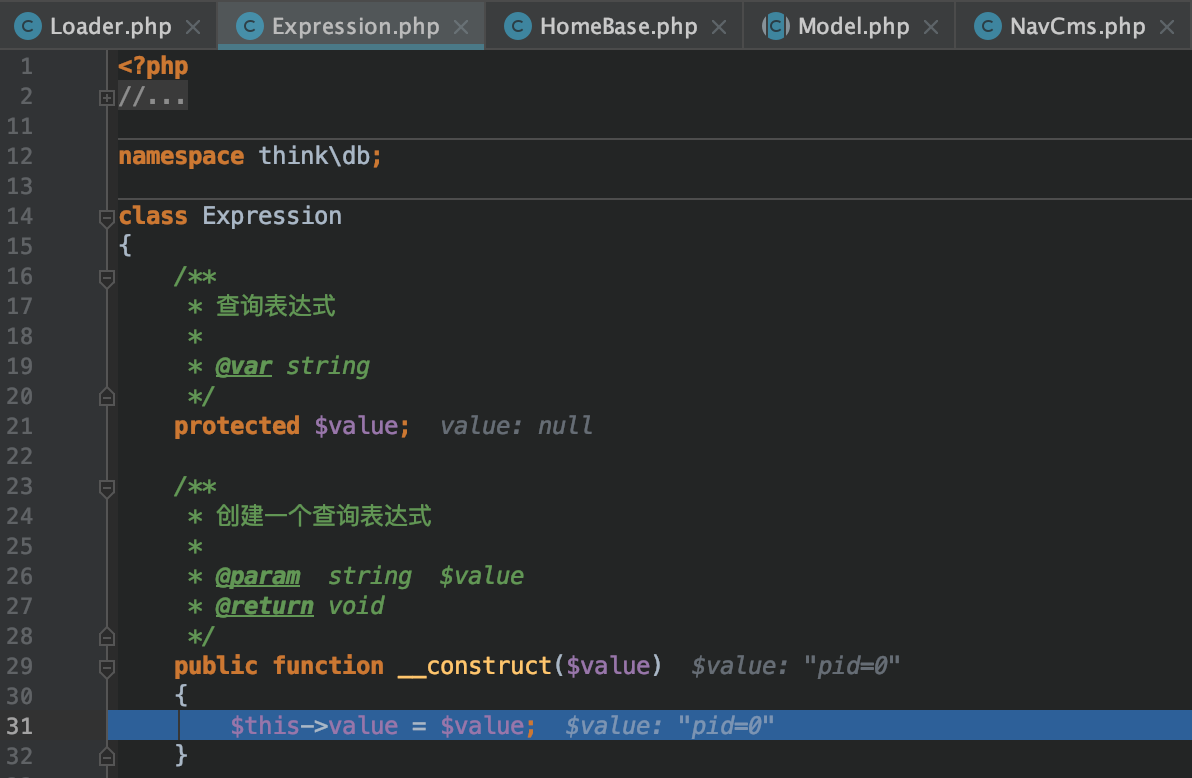 Loader.php Expression.php HomeBase.php Model.php NavCms.php
1 <?php
2 //...
11
12 namespace think\db;
13
14 class Expression
15 {
16 /**
17 * 查询表达式
18 *
19 * @var string
20 */
21 protected $value; value: null
22
23 /**
24 * 创建一个查询表达式
25 *
26 * @param string $value
27 * @return void
28 */
29 public function __construct($value) $value: "pid=0"
30 {
31 $this->value = $value; $value: "pid=0"
32 }